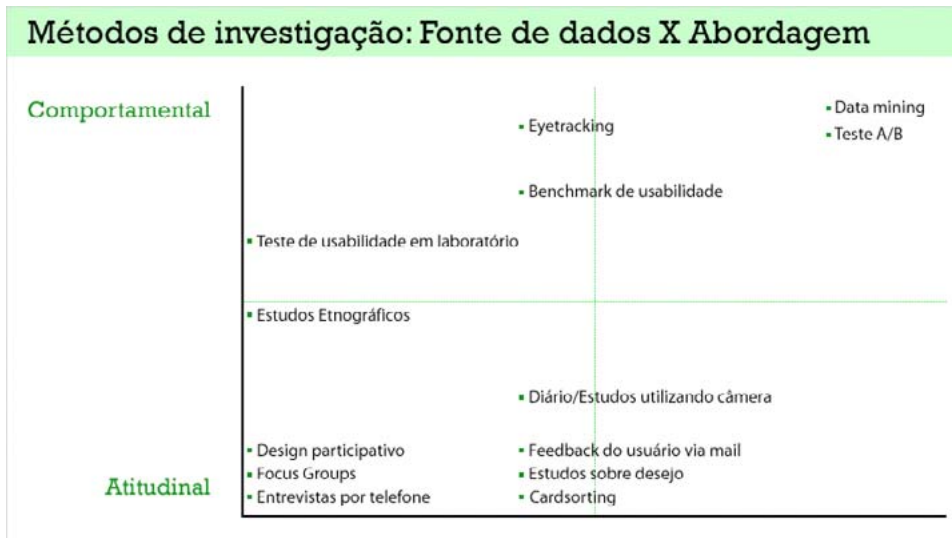 Métodos de investigação: Fonte de dados X Abordagem
Comportamental
Data mining
Eyetracking
Teste A/B
Benchmark de usabilidade
Teste de usabilidade em laboratório
Estudos Etnográficos
Diário/Estudos utilizando câmera
Design participativo
Feedback do usuário via mail
Focus Groups
Estudos sobre desejo
Atitudinal
Entrevistas por telefone
Cardsorting